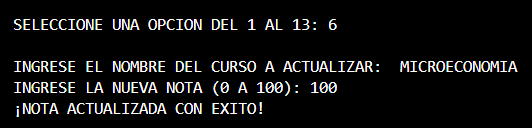 SELECCIONE UNA OPCION DEL 1 AL 13: 6
INGRESE EL NOMBRE DEL CURSO A ACTUALIZAR:  MICROECONOMIA
INGRESE LA NUEVA NOTA (0 A 100): 100
¡NOTA ACTUALIZADA CON EXITO!